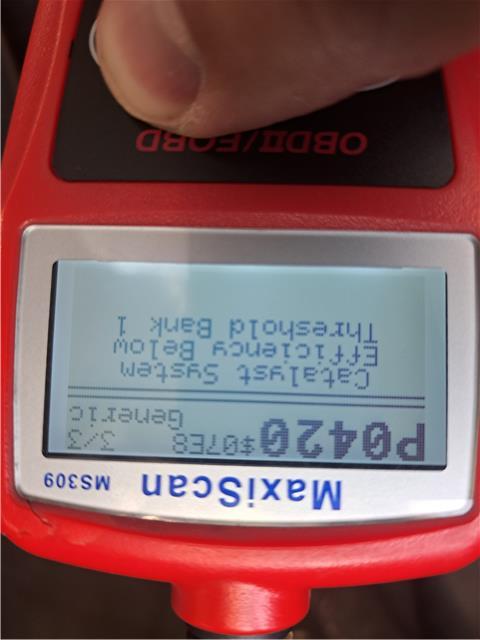 MaxiScan MS309
P0420 $07E8 3/3
Generic
Catalyst System
Efficiency Below
Threshold Bank 1
OBDII/EOBD